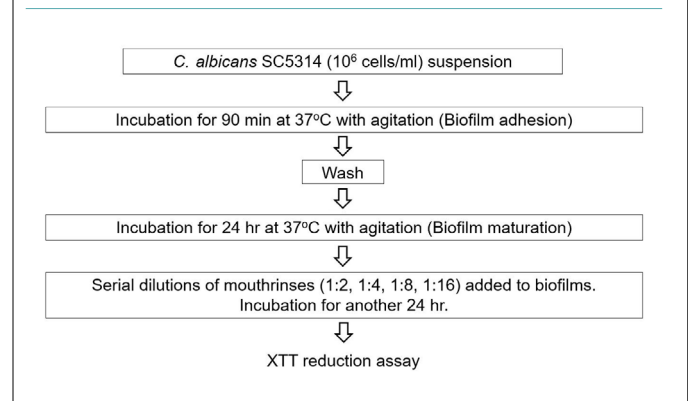 C. albicans SC5314 (10⁶ cells/ml) suspension
Incubation for 90 min at 37ºC with agitation (Biofilm adhesion)
Wash
Incubation for 24 hr at 37ºC with agitation (Biofilm maturation)
Serial dilutions of mouthrinses (1:2, 1:4, 1:8, 1:16) added to biofilms.
Incubation for another 24 hr.
XTT reduction assay